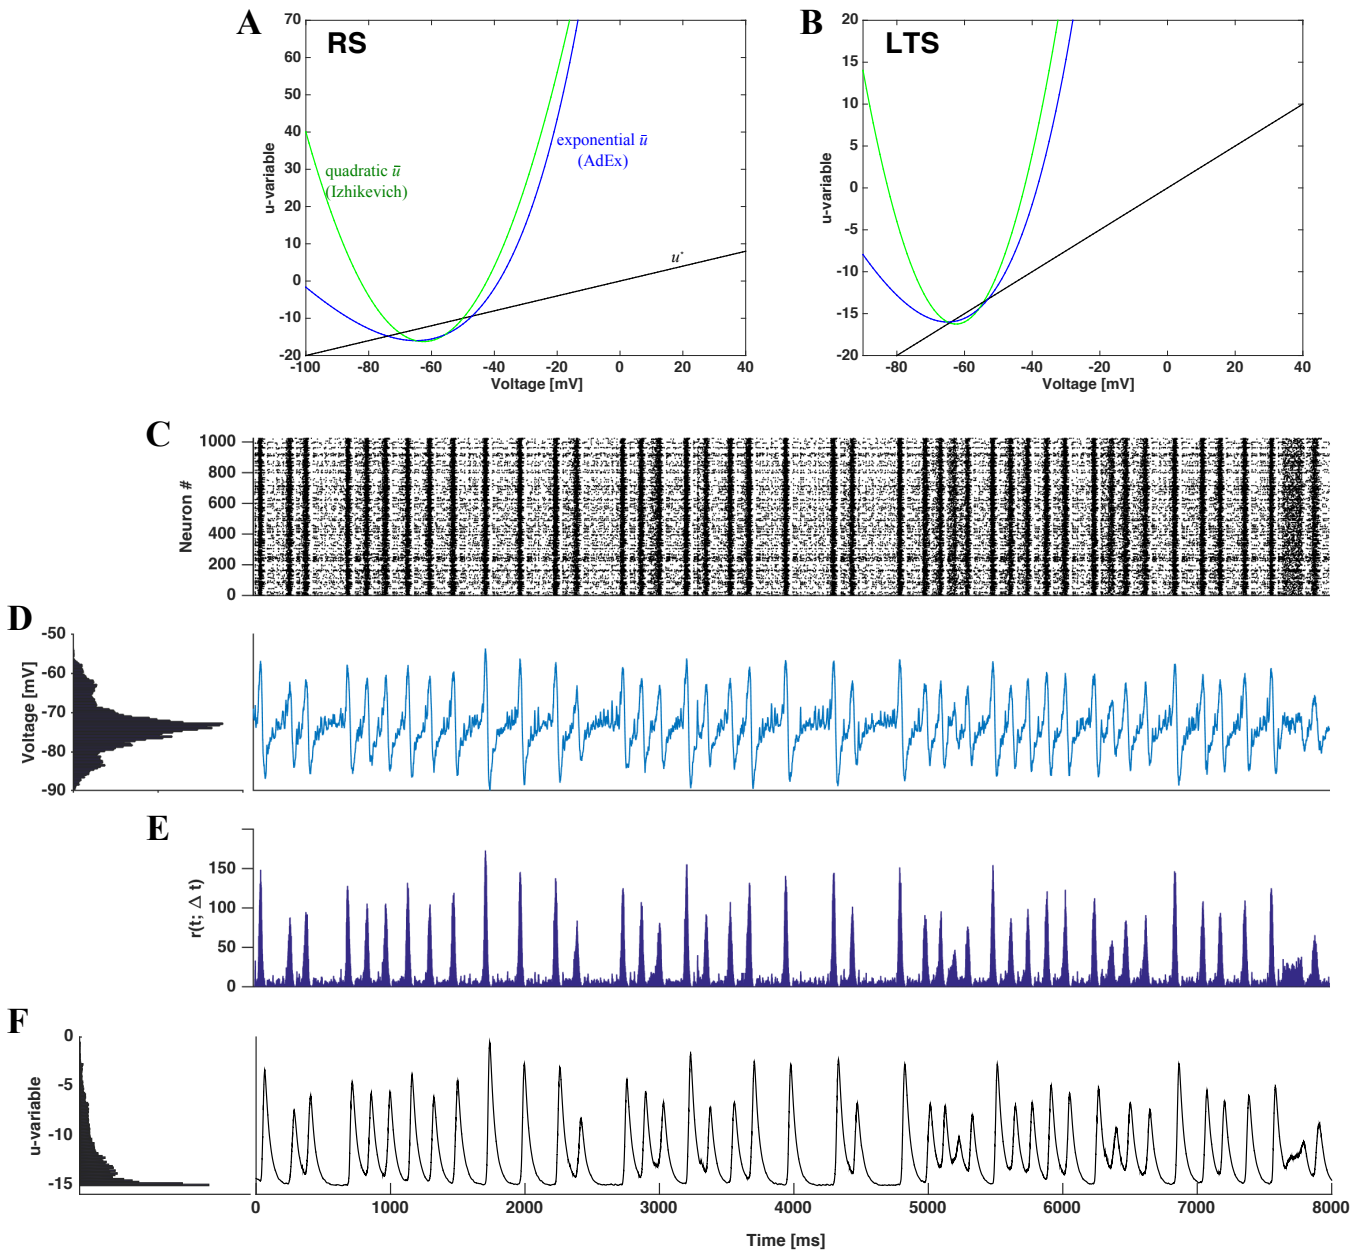 A
RS
70
60
50
40
30
20
10
0
-10
-20
u-variable
quadratic ū
(Izhikevich)
exponential ū
(AdEx)
u*
-100 -80 -60 -40 -20 0 20 40
Voltage [mV]
B
LTS
20
15
10
5
0
-5
-10
-15
-20
u-variable
-80 -60 -40 -20 0 20 40
Voltage [mV]
C
1000
800
600
400
200
0
Neuron #
D
-50
-60
-70
-80
-90
Voltage [mV]
E
150
100
50
0
r(t; Δ t)
F
0
-5
-10
-15
u-variable
0 1000 2000 3000 4000 5000 6000 7000 8000
Time [ms]